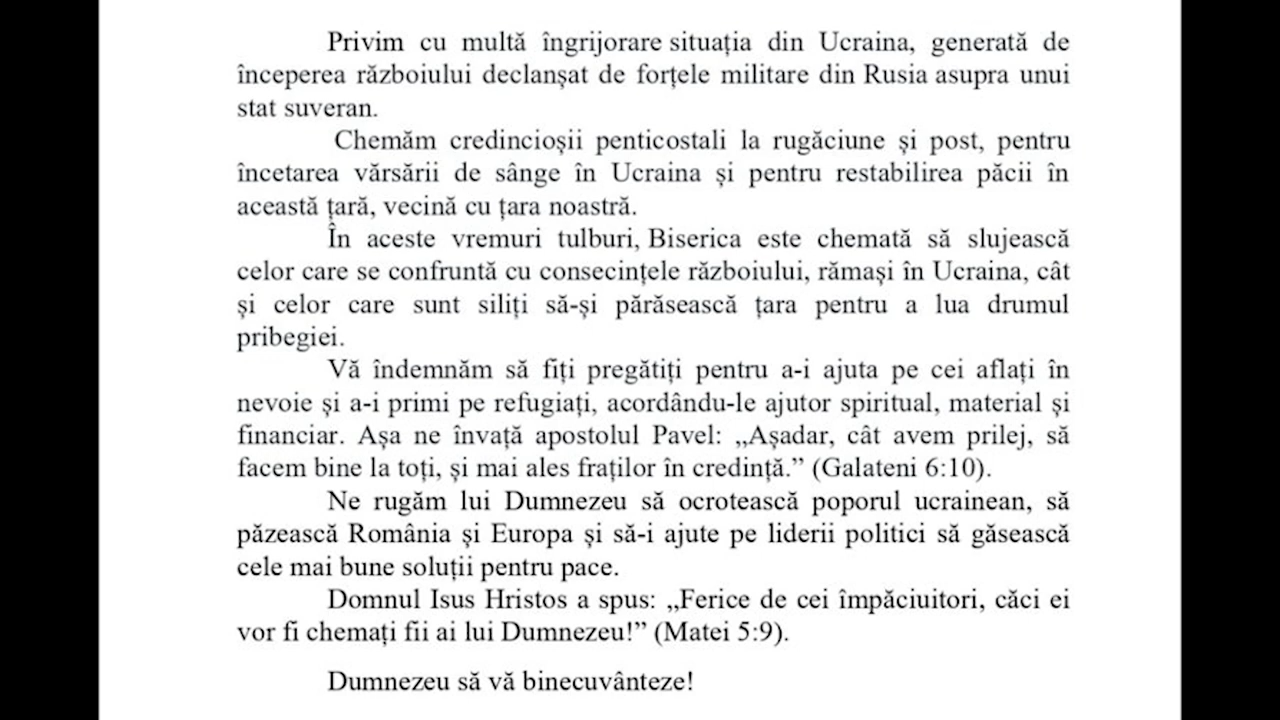 Privim cu multă îngrijorare situația din Ucraina, generată de
începerea războiului declanșat de forțele militare din Rusia asupra unui
stat suveran.
Chemăm credincioșii penticostali la rugăciune și post, pentru
încetarea vărsării de sânge în Ucraina și pentru restabilirea păcii în
această țară, vecină cu țara noastră.
În aceste vremuri tulburi, Biserica este chemată să slujească
celor care se confruntă cu consecințele războiului, rămași în Ucraina, cât
și celor care sunt siliți să-și părăsească țara pentru a lua drumul
pribegiei.
Vă îndemnăm să fiți pregătiți pentru a-i ajuta pe cei aflați în
nevoie și a-i primi pe refugiați, acordându-le ajutor spiritual, material și
financiar. Așa ne învață apostolul Pavel: „Așadar, cât avem prilej, să
facem bine la toți, și mai ales fraților în credință.” (Galateni 6:10).
Ne rugăm lui Dumnezeu să ocrotească poporul ucrainean, să
păzească România și Europa și să-i ajute pe liderii politici să găsească
cele mai bune soluții pentru pace.
Domnul Isus Hristos a spus: „Ferice de cei împăciuitori, căci ei
vor fi chemați fii ai lui Dumnezeu!” (Matei 5:9).
Dumnezeu să vă binecuvânteze!